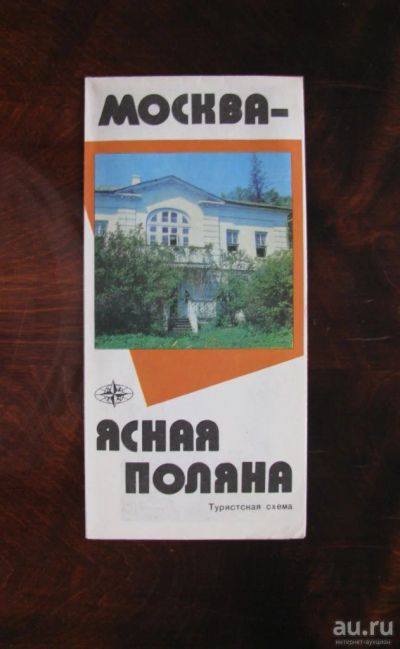 МОСКВА-
ЯСНАЯ
ПОЛЯНА
Туристская схема
au.ru
интернет-аукцион